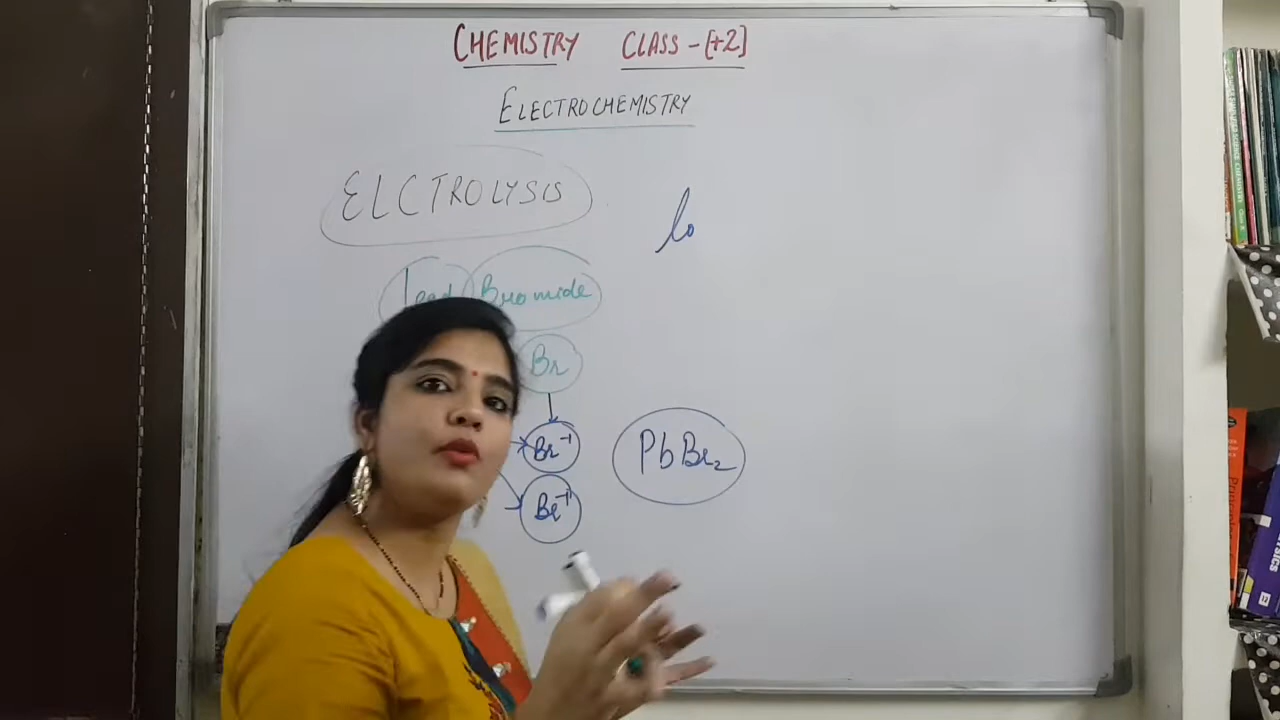 CHEMISTRY CLASS-[+2]
ELECTROCHEMISTRY
ELCTROLYSIS
lo
Lead Bromide
Br
Br⁻¹
PbBr₂
Br⁻¹